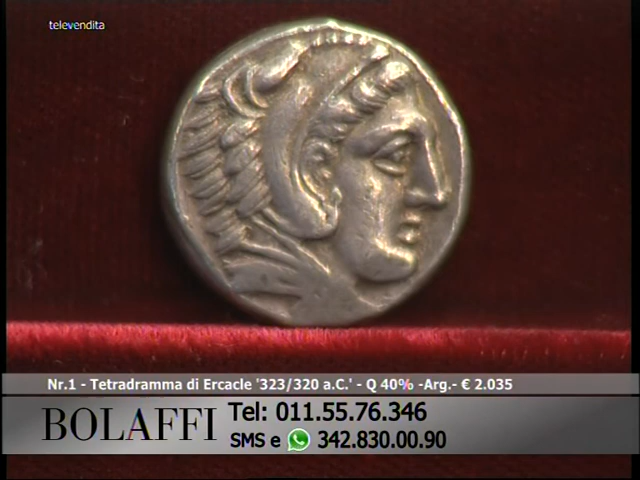 televendita
Nr.1 - Tetradramma di Ercacle '323/320 a.C.' - Q 40% -Arg.- € 2.035
BOLAFFI
Tel: 011.55.76.346
SMS e 342.830.00.90